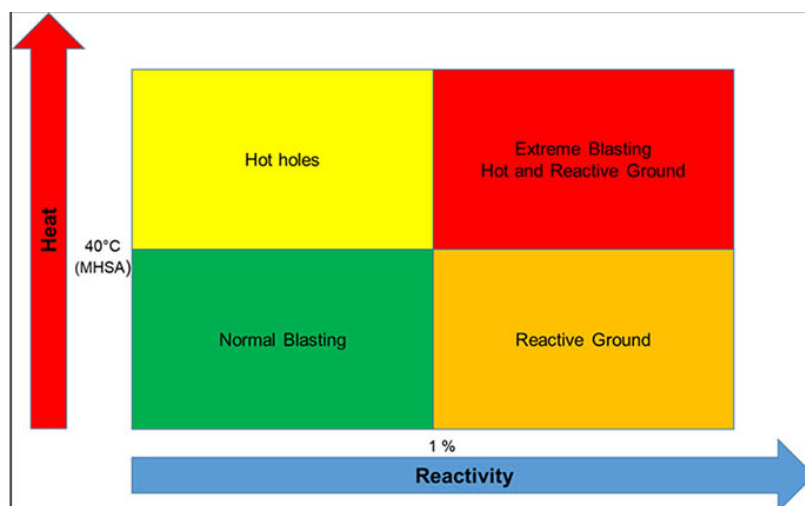 Heat
Hot holes
Extreme Blasting
Hot and Reactive Ground
40°C
(MHSA)
Normal Blasting
Reactive Ground
1 %
Reactivity